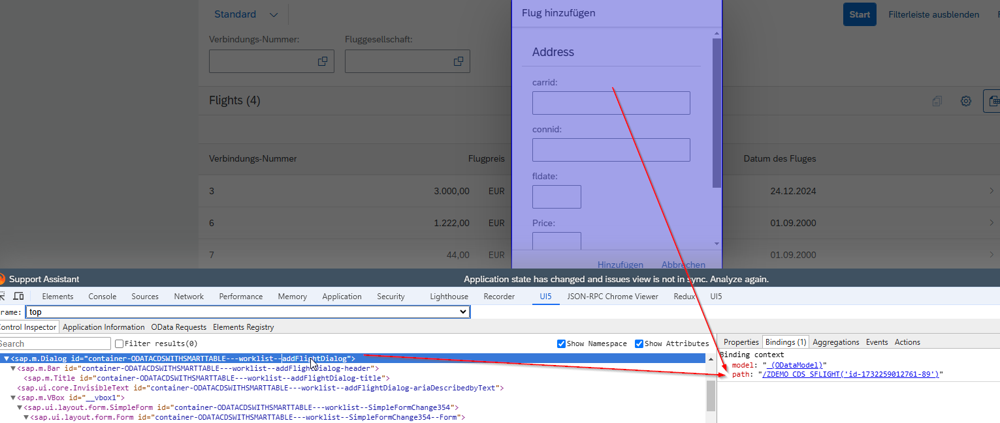 Standard
Flug hinzufügen
Start
Filterleiste ausblenden
Verbindungs-Nummer:
Fluggesellschaft:
Address
carrid:
connid:
fldate:
Price:
Hinzufügen
Abbrechen
Flights (4)
Verbindungs-Nummer
Flugpreis
Datum des Fluges
3
3.000,00
EUR
24.12.2024
6
1.222,00
EUR
01.09.2000
7
44,00
EUR
01.09.2000
Support Assistant
Application state has changed and issues view is not in sync. Analyze again.
Elements Console Sources Network Performance Memory Application Security Lighthouse Recorder UI5 JSON-RPC Chrome Viewer Redux UI5
rame: top
ontrol Inspector Application Information OData Requests Elements Registry
Search
Filter results(0)
Show Namespace
Show Attributes
<sap.m.Dialog id="container-ODATACDSWITHSMARTTABLE---worklist--addFlightDialog">
<sap.m.Bar id="container-ODATACDSWITHSMARTTABLE---worklist--addFlightDialog-header">
<sap.m.Title id="container-ODATACDSWITHSMARTTABLE---worklist--addFlightDialog-title">
<sap.ui.core.InvisibleText id="container-ODATACDSWITHSMARTTABLE---worklist--addFlightDialog-ariaDescribedbyText">
<sap.m.VBox id="__vbox1">
<sap.ui.layout.form.SimpleForm id="container-ODATACDSWITHSMARTTABLE---worklist--SimpleFormChange354">
<sap.ui.layout.form.Form id="container-ODATACDSWITHSMARTTABLE---worklist--SimpleFormChange354--Form">
Properties Bindings (1) Aggregations Events Actions
Binding context
model: " (ODataModel)"
path: "/ZDEMO_CDS_SFLIGHT('id-1732259012761-89')"